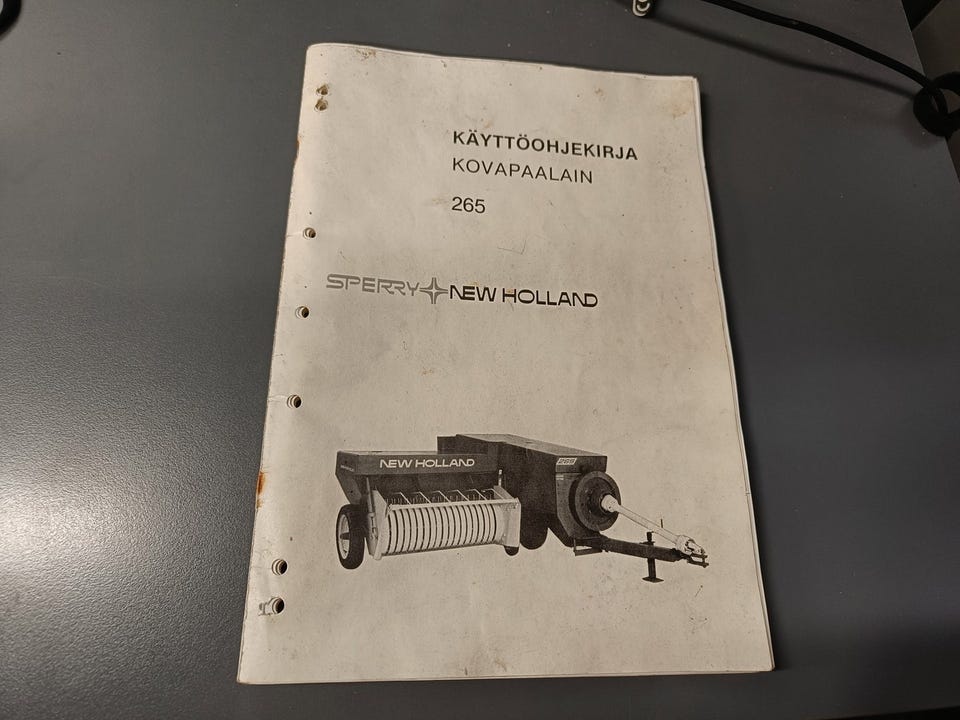 KÄYTTÖOHJEKIRJA
KOVAPAALAIN
265
SPERRY NEW HOLLAND
NEW HOLLAND